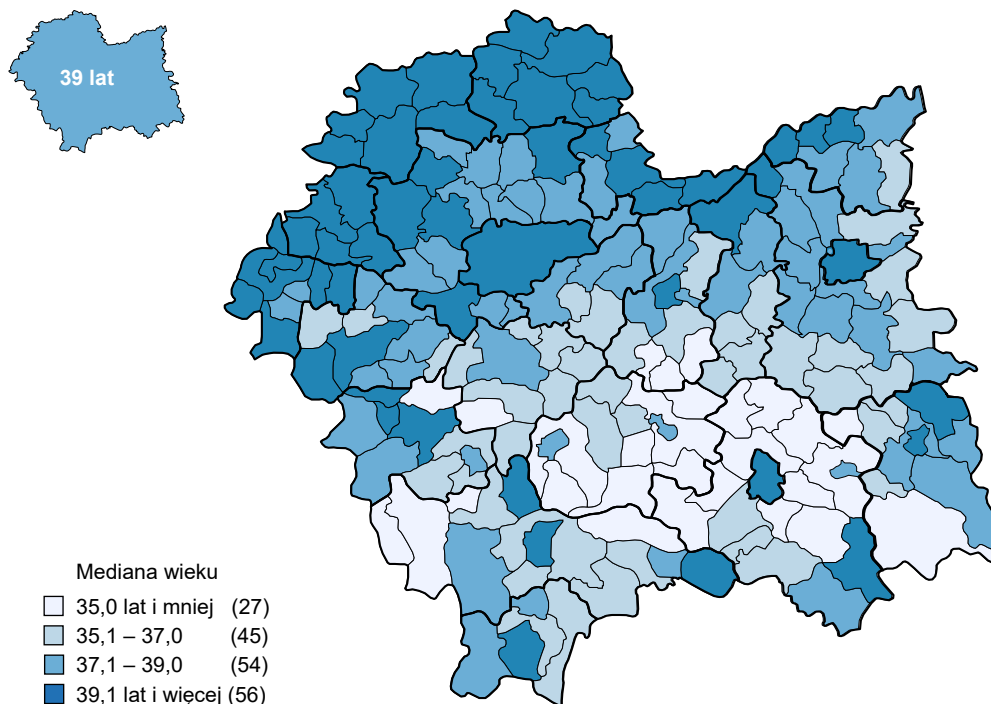 39 lat
Mediana wieku
35,0 lat i mniej (27)
35,1 – 37,0 (45)
37,1 – 39,0 (54)
39,1 lat i więcej (56)